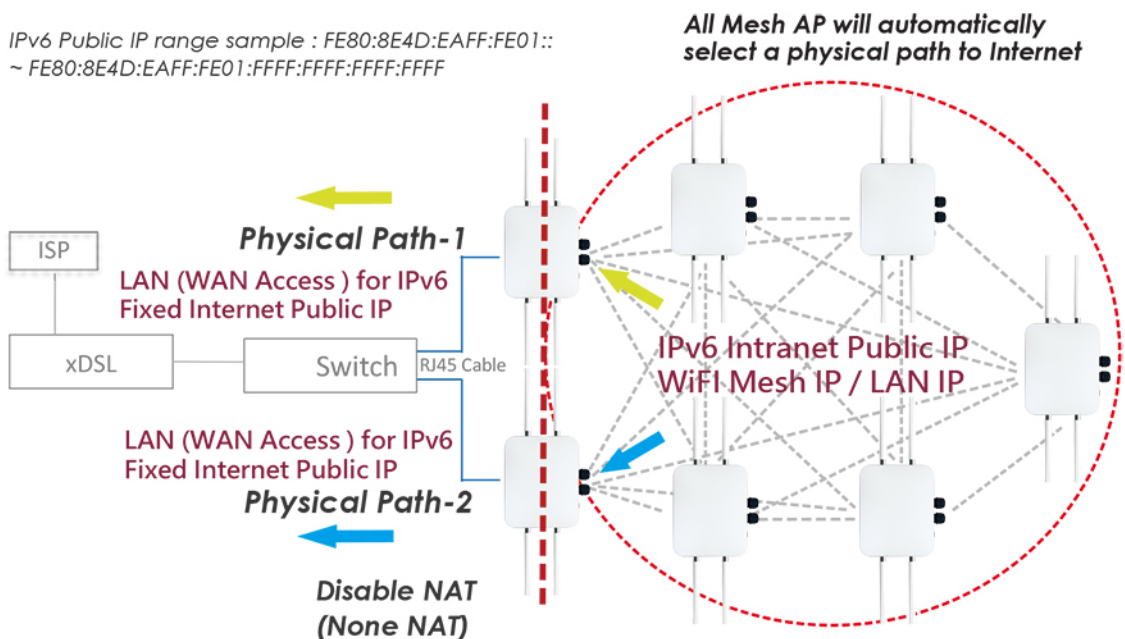 IPv6 Public IP range sample : FE80:8E4D:EAFF:FE01::
~ FE80:8E4D:EAFF:FE01:FFFF:FFFF:FFFF:FFFF
All Mesh AP will automatically
select a physical path to Internet
Physical Path-1
ISP
LAN (WAN Access ) for IPv6
Fixed Internet Public IP
xDSL
Switch
RJ45 Cable
IPv6 Intranet Public IP
WiFI Mesh IP / LAN IP
LAN (WAN Access ) for IPv6
Fixed Internet Public IP
Physical Path-2
Disable NAT
(None NAT)